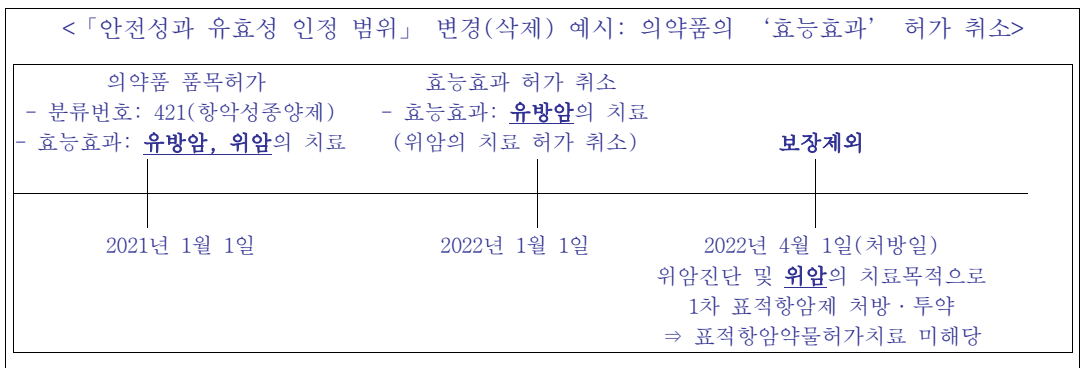 <「안전성과 유효성 인정 범위」 변경(삭제) 예시: 의약품의 ‘효능효과’ 허가 취소>
의약품 품목허가
- 분류번호: 421(항악성종양제)
- 효능효과: 유방암, 위암의 치료
효능효과 허가 취소
- 효능효과: 유방암의 치료
(위암의 치료 허가 취소)
보장제외
2021년 1월 1일
2022년 1월 1일
2022년 4월 1일(처방일)
위암진단 및 위암의 치료목적으로
1차 표적항암제 처방·투약
⇒ 표적항암약물허가치료 미해당